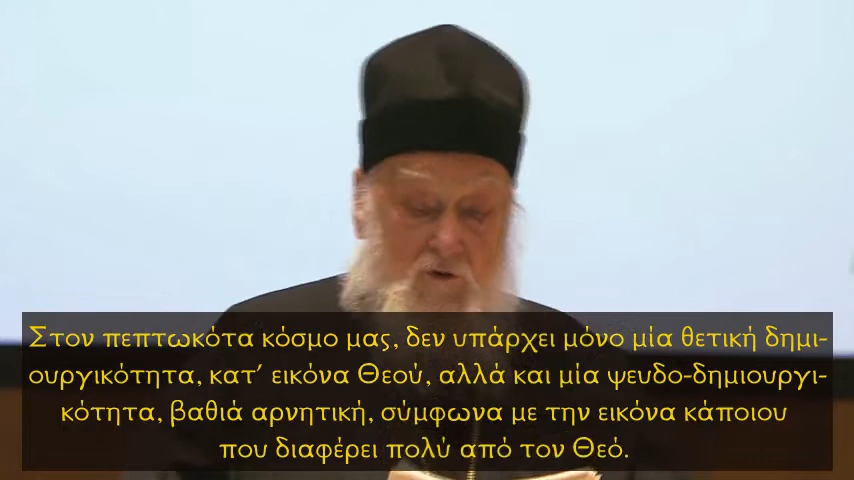 Στον πεπτωκότα κόσμο μας, δεν υπάρχει μόνο μία θετική δημι-
ουργικότητα, κατ’ εικόνα Θεού, αλλά και μία ψευδο-δημιουργι-
κότητα, βαθιά αρνητική, σύμφωνα με την εικόνα κάποιου
που διαφέρει πολύ από τον Θεό.